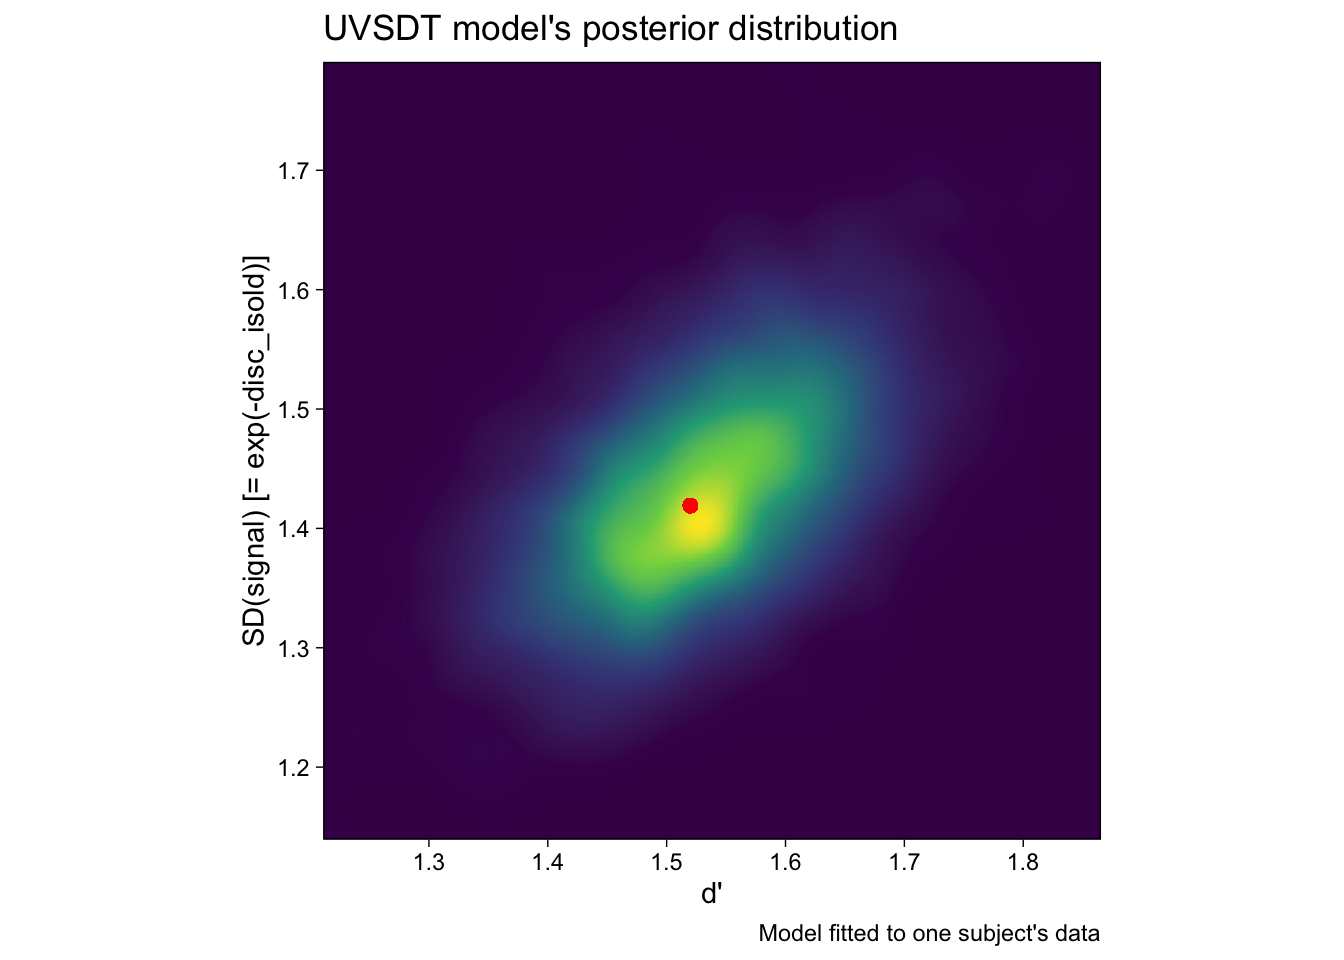 UVSDT model's posterior distribution
SD(signal) [= exp(-disc_isold)]
1.7
1.6
1.5
1.4
1.3
1.2
1.3 1.4 1.5 1.6 1.7 1.8
d'
Model fitted to one subject's data